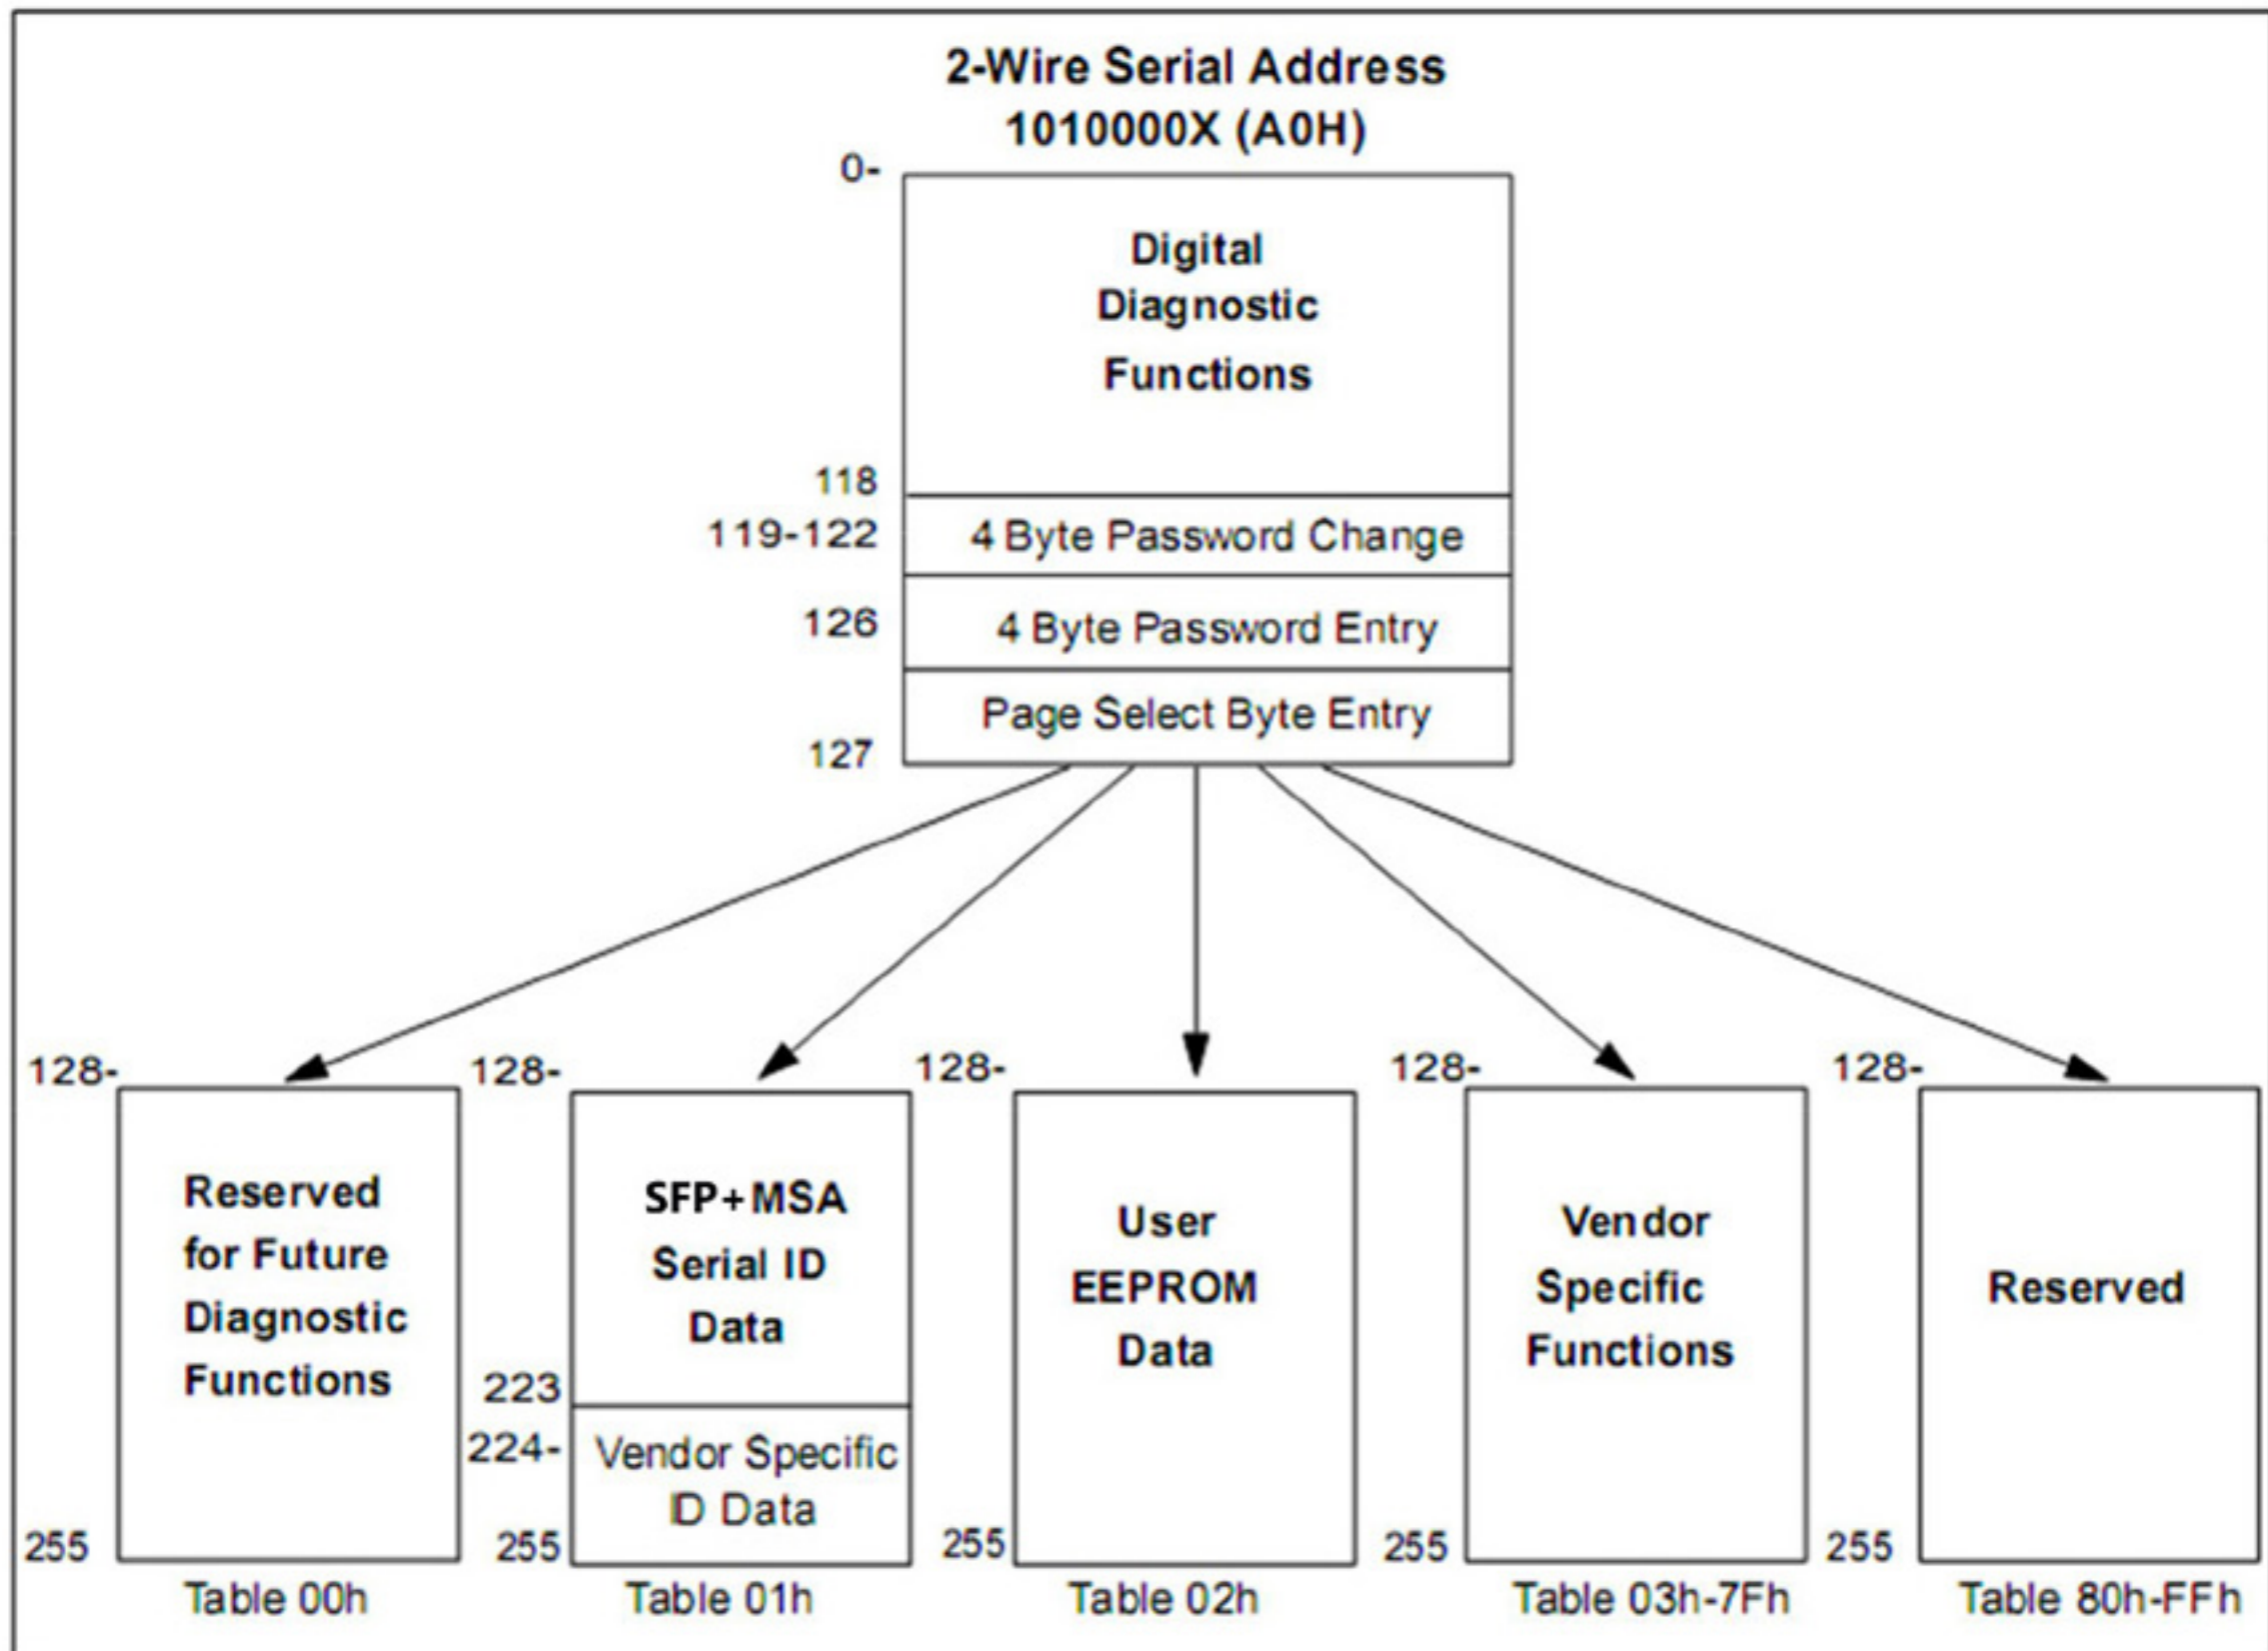 2-Wire Serial Address
1010000X (A0H)
0-
Digital
Diagnostic
Functions
118
119-122
4 Byte Password Change
126
4 Byte Password Entry
Page Select Byte Entry
127
128-
Reserved
for Future
Diagnostic
Functions
255
Table 00h
128-
SFP+MSA
Serial ID
Data
223
224-
Vendor Specific
ID Data
255
Table 01h
128-
User
EEPROM
Data
255
Table 02h
128-
Vendor
Specific
Functions
255
Table 03h-7Fh
128-
Reserved
255
Table 80h-FFh